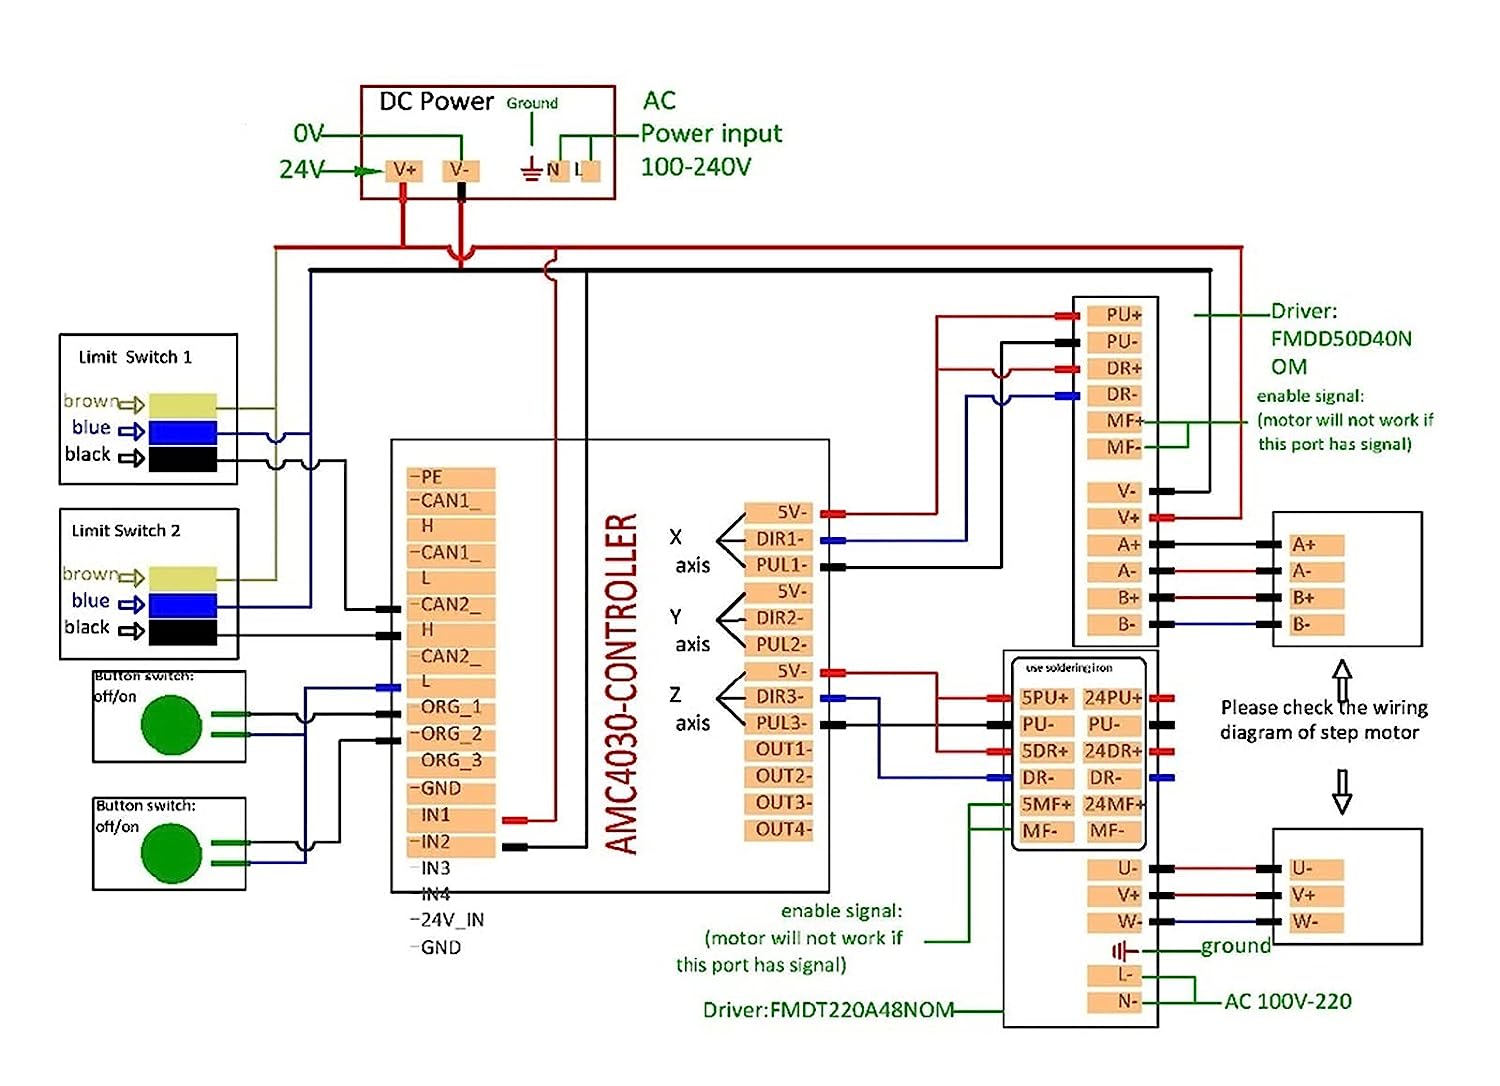 DC Power
Ground
AC
Power input
100-240V
0V
24V
V+
V-
N
L
Limit Switch 1
brown
blue
black
Limit Switch 2
brown
blue
black
Button switch:
off/on
Button switch:
off/on
PE
CAN1_
H
CAN1_
L
CAN2_
H
CAN2_
L
ORG_1
ORG_2
ORG_3
GND
IN1
IN2
IN3
IN4
24V_IN
GND
AMC4030-CONTROLLER
X
axis
Y
axis
Z
axis
5V-
DIR1-
PUL1-
5V-
DIR2-
PUL2-
5V-
DIR3-
PUL3-
OUT1-
OUT2-
OUT3-
OUT4-
PU+
PU-
DR+
DR-
MF+
MF-
V-
V+
A+
A-
B+
B-
Driver:
FMDD50D40N
OM
enable signal:
(motor will not work if
this port has signal)
A+
A-
B+
B-
Please check the wiring
diagram of step motor
use soldering iron
5PU+ 24PU+
PU- PU-
5DR+ 24DR+
DR- DR-
5MF+ 24MF+
MF- MF-
U-
V+
W-
ground
L-
N-
AC 100V-220
U-
V+
W-
enable signal:
(motor will not work if
this port has signal)
Driver:FMDT220A48NOM